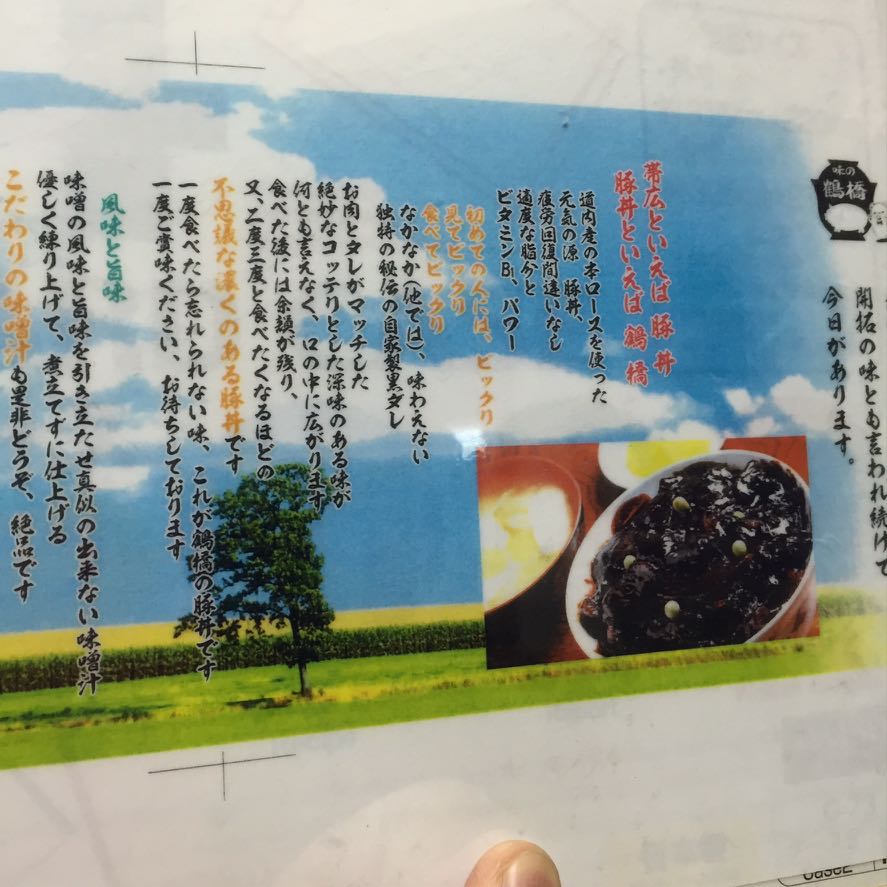 味の
鶴橋
開拓の味とも言われ続けて
今日があります。
帯広といえば 豚丼
豚丼といえば 鶴橋
道内産の本ロースを使った
元気の源 豚丼、
疲労回復間違いなし
適度な脂分と
ビタミンB1、パワー
初めての人には、ビックリ
見てビックリ
食べてビックリ
なかなか(他では)、味わえない
独特の秘伝の自家製黒ダレ
お肉とタレがマッチした
絶妙なコッテリとした深味のある味が
何とも言えなく、口の中に広がります
食べた後には余韻が残り、
又、二度三度と食べたくなるほどの
不思議な濃くのある豚丼です
一度食べたら忘れられない味、これが鶴橋の豚丼です
一度ご賞味ください、お待ちしております
風味と旨味
味噌の風味と旨味を引き立たせ真似の出来ない味噌汁
優しく練り上げて、煮立てずに仕上げる
こだわりの味噌汁も是非どうぞ、絶品です